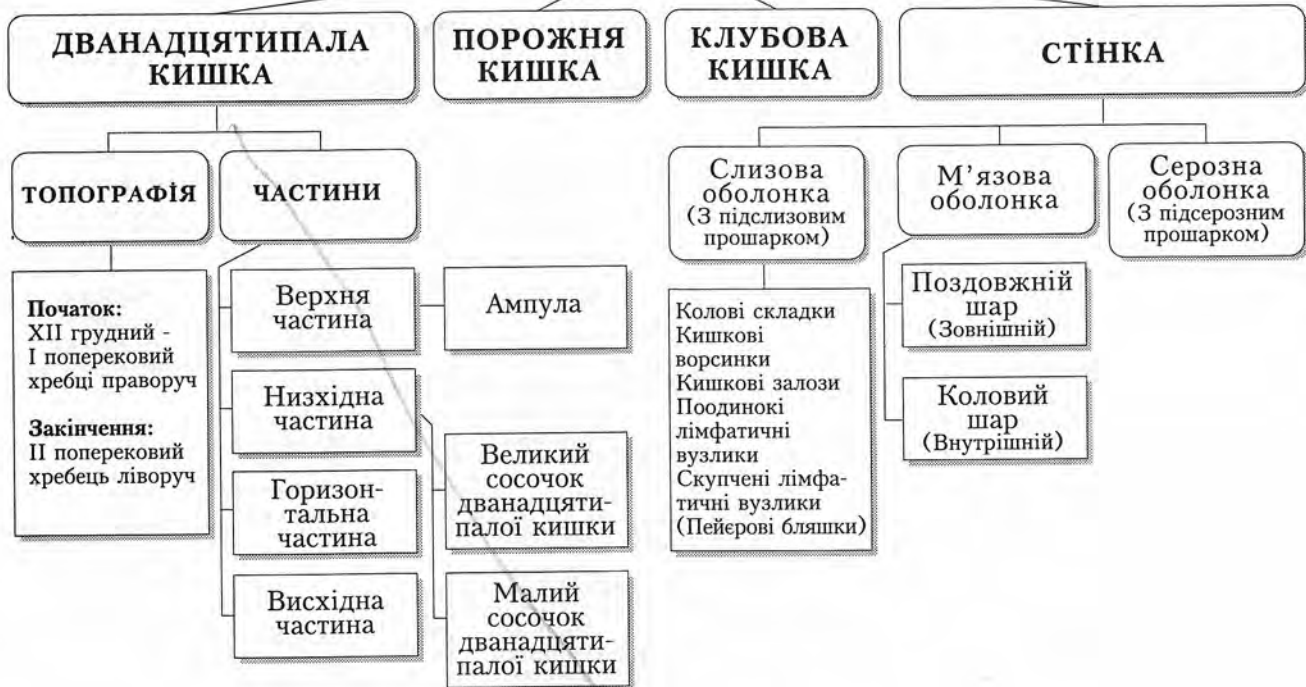 ДВАНАДЦЯТИПАЛА
КИШКА
ПОРОЖНЯ
КИШКА
КЛУБОВА
КИШКА
СТІНКА
ТОПОГРАФІЯ
ЧАСТИНИ
Слизова
оболонка
(З підслизовим
прошарком)
М’язова
оболонка
Серозна
оболонка
(З підсерозним
прошарком)
Початок:
XII грудний -
I поперековий
хребці праворуч
Закінчення:
II поперековий
хребець ліворуч
Верхня
частина
Ампула
Низхідна
частина
Горизон-
тальна
частина
Висхідна
частина
Великий
сосочок
дванадцяти-
палої кишки
Малий
сосочок
дванадцяти-
палої кишки
Колові складки
Кишкові
ворсинки
Кишкові залози
Поодинокі
лімфатичні
вузлики
Скупчені лімфа-
тичні вузлики
(Пейєрові бляшки)
Поздовжній
шар
(Зовнішній)
Коловий
шар
(Внутрішній)